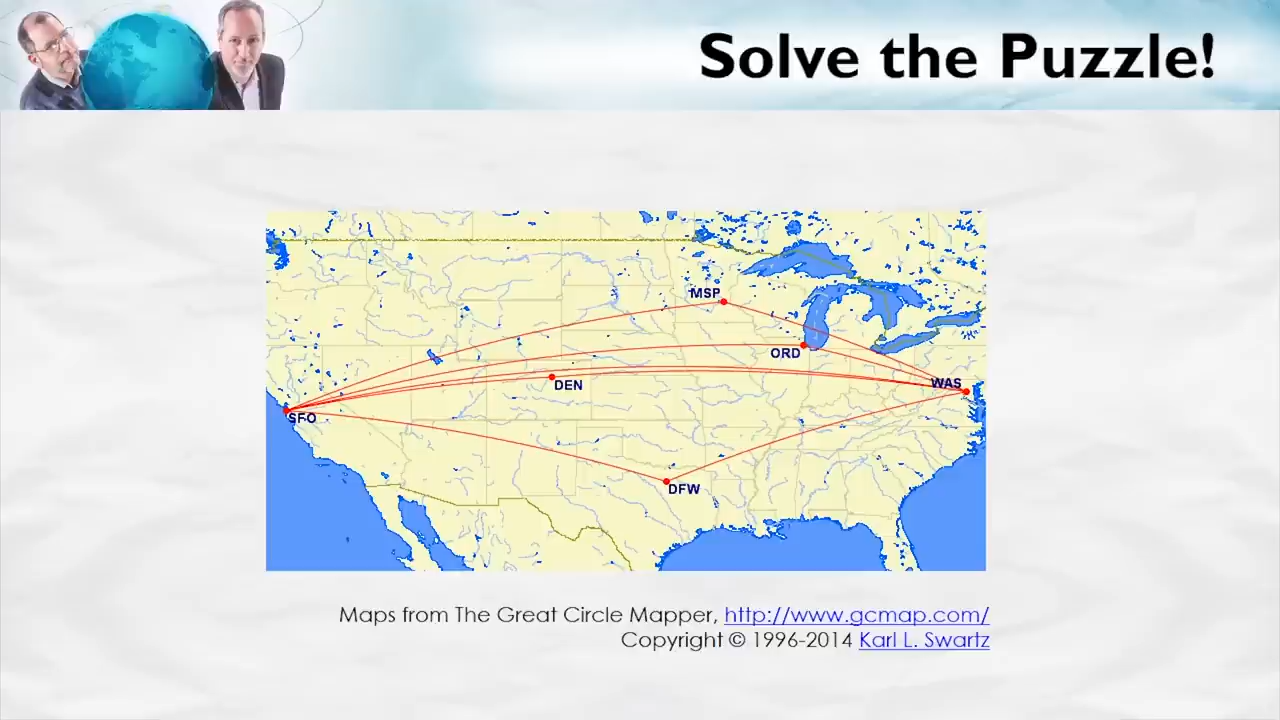 Solve the Puzzle!
MSP
ORD
DEN
WAS
SFO
DFW
Maps from The Great Circle Mapper, http://www.gcmap.com/
Copyright © 1996-2014 Karl L. Swartz